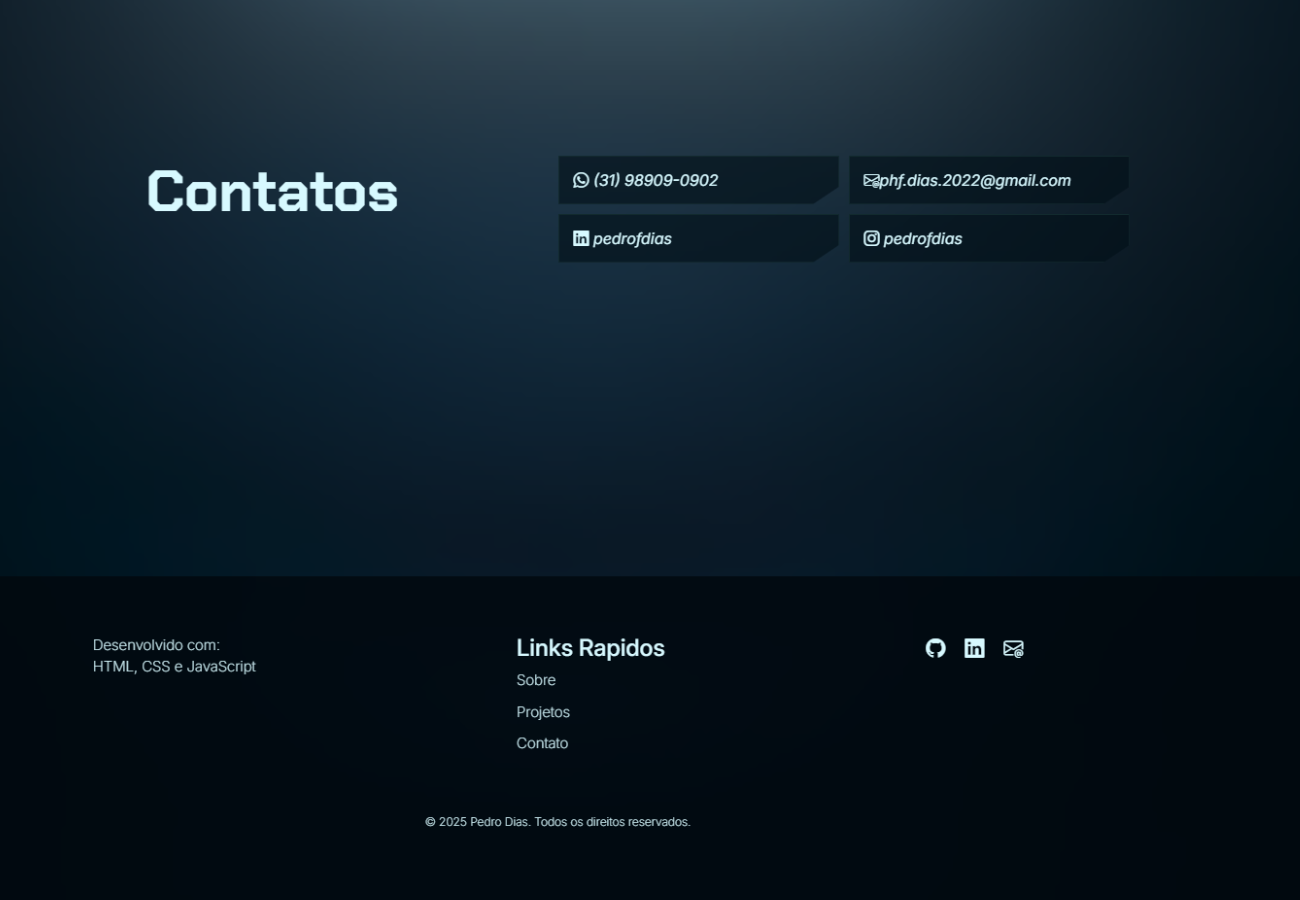 Contatos
(31) 98909-0902
phf.dias.2022@gmail.com
pedrofdias
pedrofdias
Desenvolvido com:
HTML, CSS e JavaScript
Links Rapidos
Sobre
Projetos
Contato
© 2025 Pedro Dias. Todos os direitos reservados.